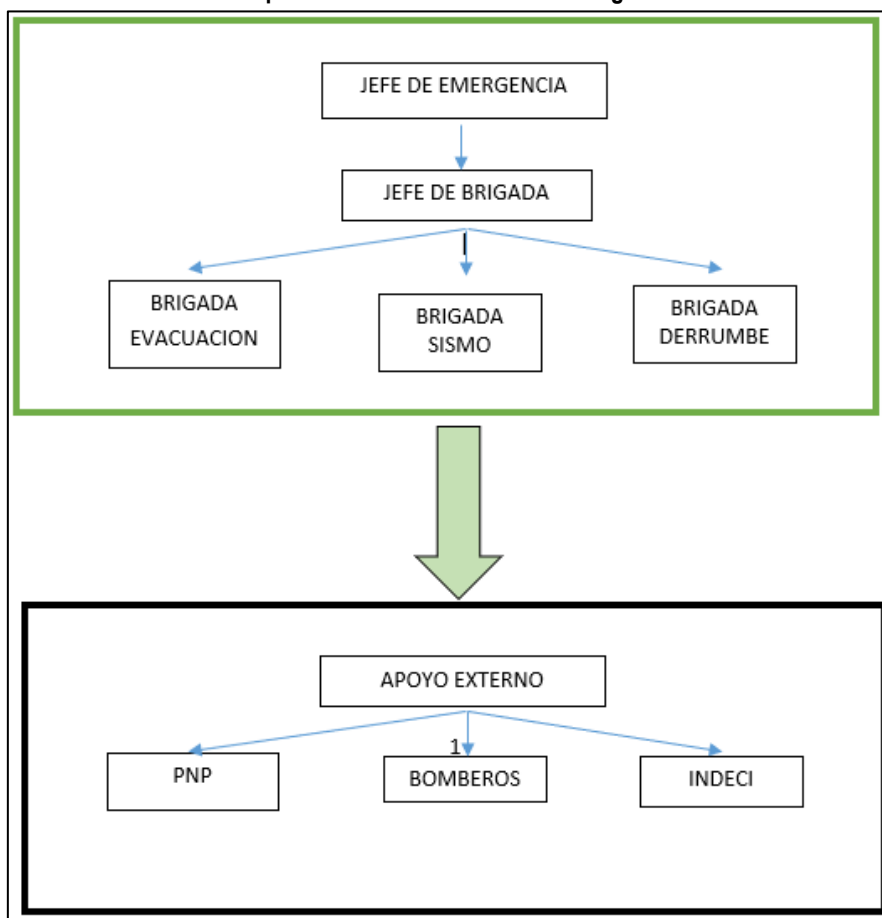 JEFE DE EMERGENCIA
JEFE DE BRIGADA
BRIGADA
EVACUACION
BRIGADA
SISMO
BRIGADA
DERRUMBE
APOYO EXTERNO
1
PNP
BOMBEROS
INDECI